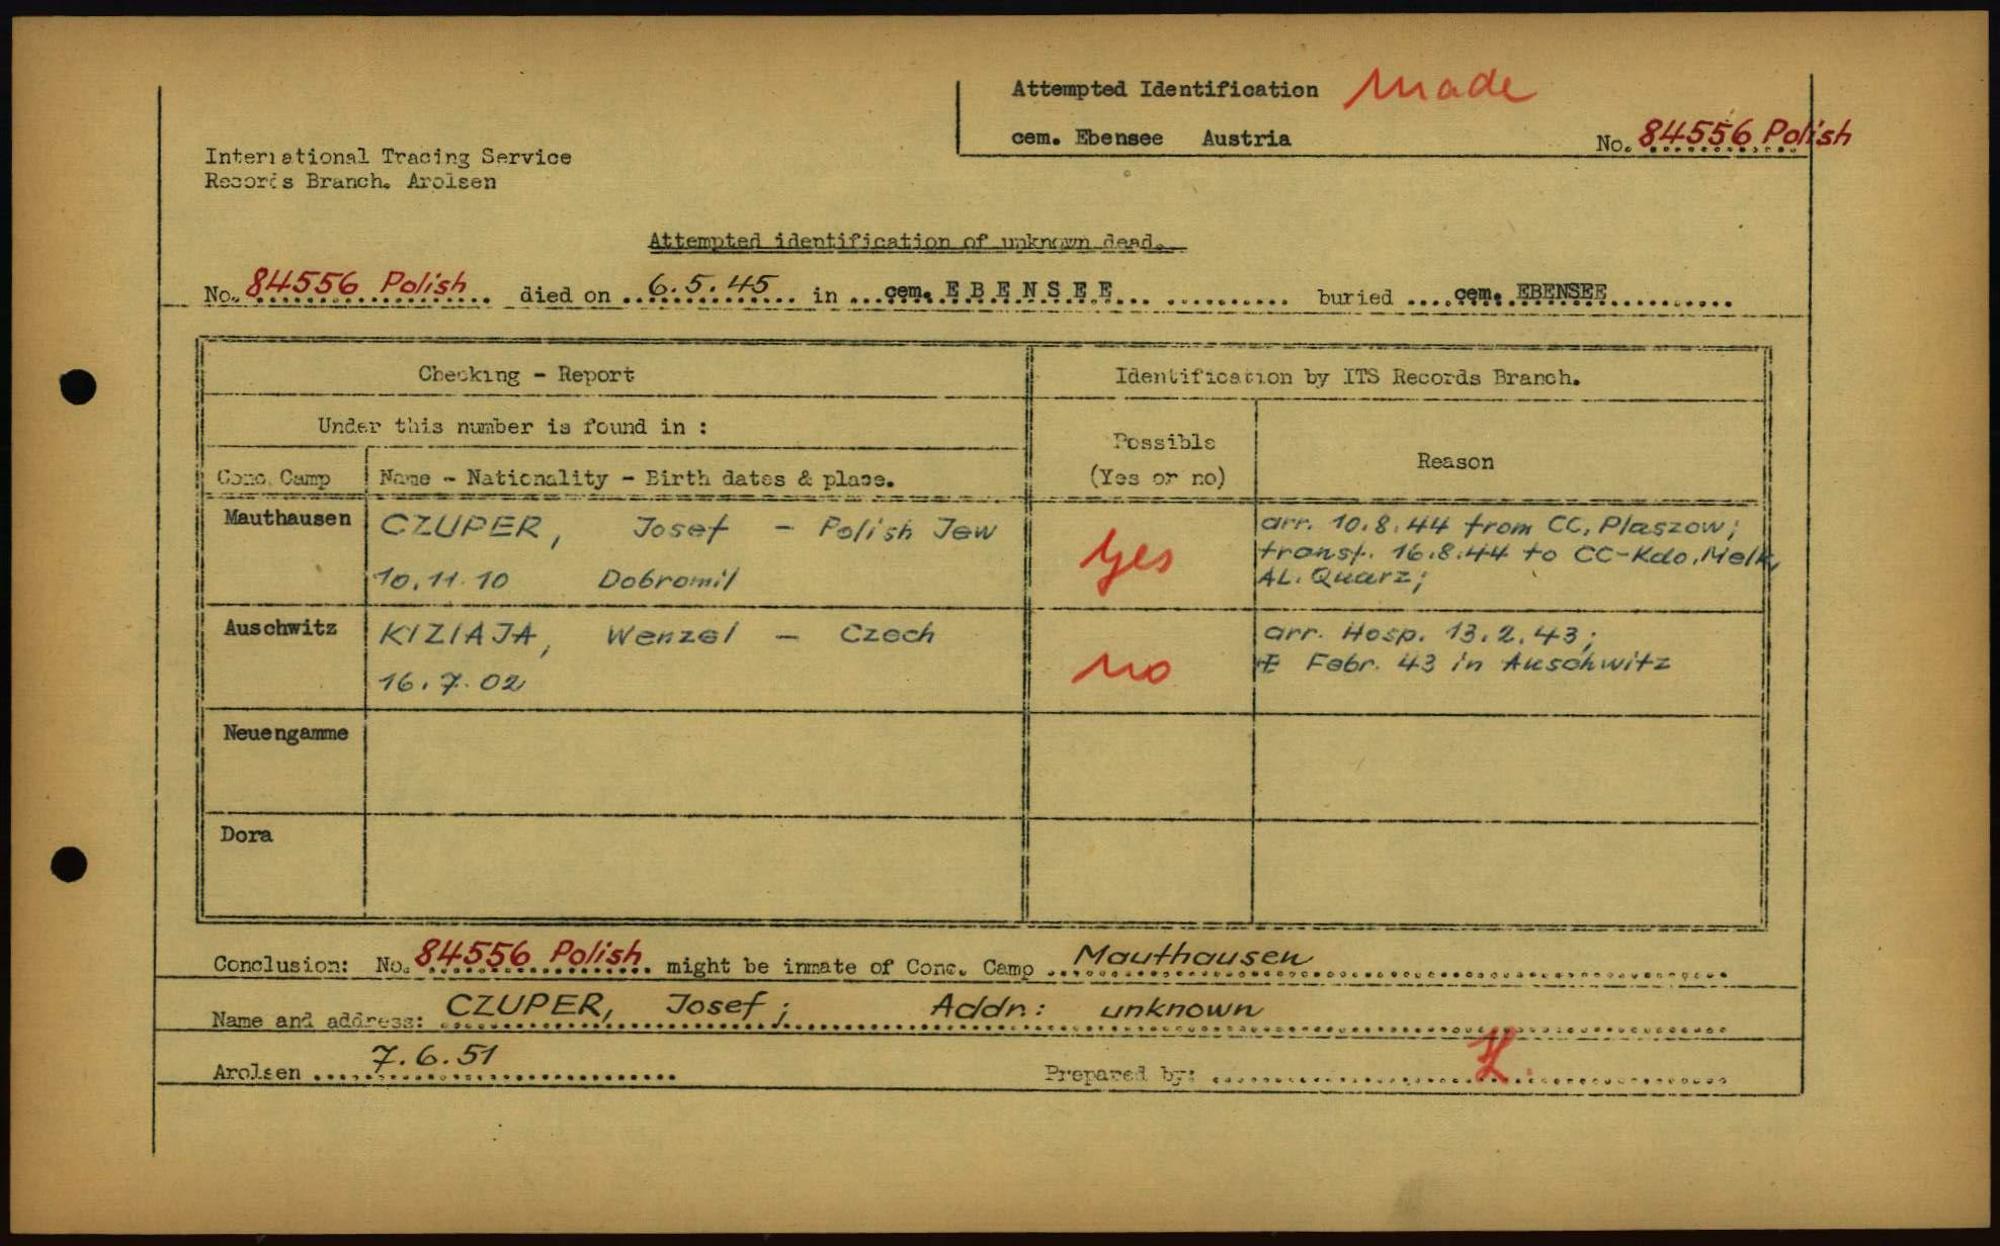 Attempted Identification made
cem. Ebensee Austria
No. 84556 Polish
International Tracing Service
Records Branch. Arolsen
Attempted identification of unknown dead.
No. 84556 Polish died on 6.5.45 in cem. EBENSEE buried cem. EBENSEE
Checking - Report
Identification by ITS Records Branch.
Under this number is found in :
Possible
(Yes or no)
Reason
Conc. Camp
Name - Nationality - Birth dates & place.
Mauthausen
CZUPER, Josef - Polish Jew
10.11.10 Dobromil
yes
arr. 10.8.44 from CC. Plaszow;
transf. 16.8.44 to CC-Kdo. Melk,
AL. Quarz;
Auschwitz
KIZIAJA, Wenzel - Czech
16.7.02
no
arr. Hosp. 13.2.43;
Febr. 43 in Auschwitz
Neuengamme
Dora
Conclusion: No. 84556 Polish might be inmate of Conc. Camp Mauthausen
Name and address: CZUPER, Josef; Addr: unknown
Arolsen 7.6.51
Prepared by: